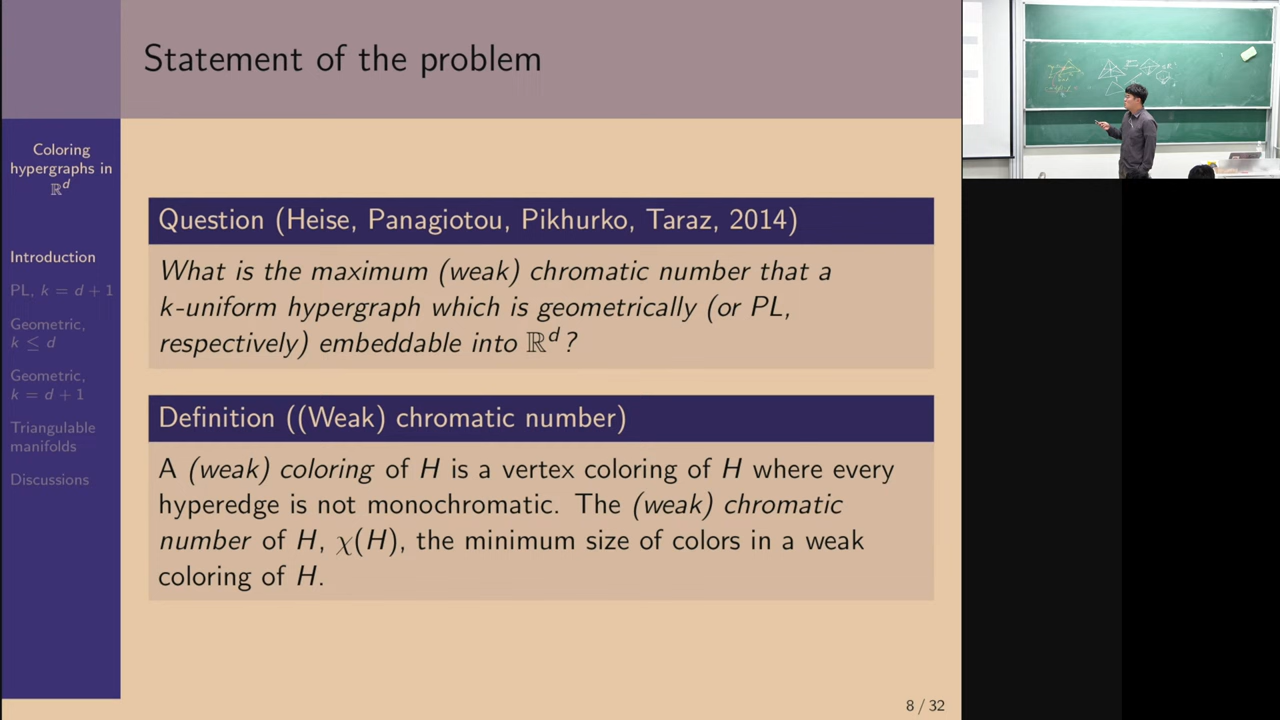 Statement of the problem
Coloring
hypergraphs in
ℝᵈ
Introduction
PL, k = d + 1
Geometric,
k ≤ d
Geometric,
k = d + 1
Triangulable
manifolds
Discussions
Question (Heise, Panagiotou, Pikhurko, Taraz, 2014)
What is the maximum (weak) chromatic number that a
k-uniform hypergraph which is geometrically (or PL,
respectively) embeddable into ℝᵈ?
Definition ((Weak) chromatic number)
A (weak) coloring of H is a vertex coloring of H where every
hyperedge is not monochromatic. The (weak) chromatic
number of H, χ(H), the minimum size of colors in a weak
coloring of H.
8 / 32